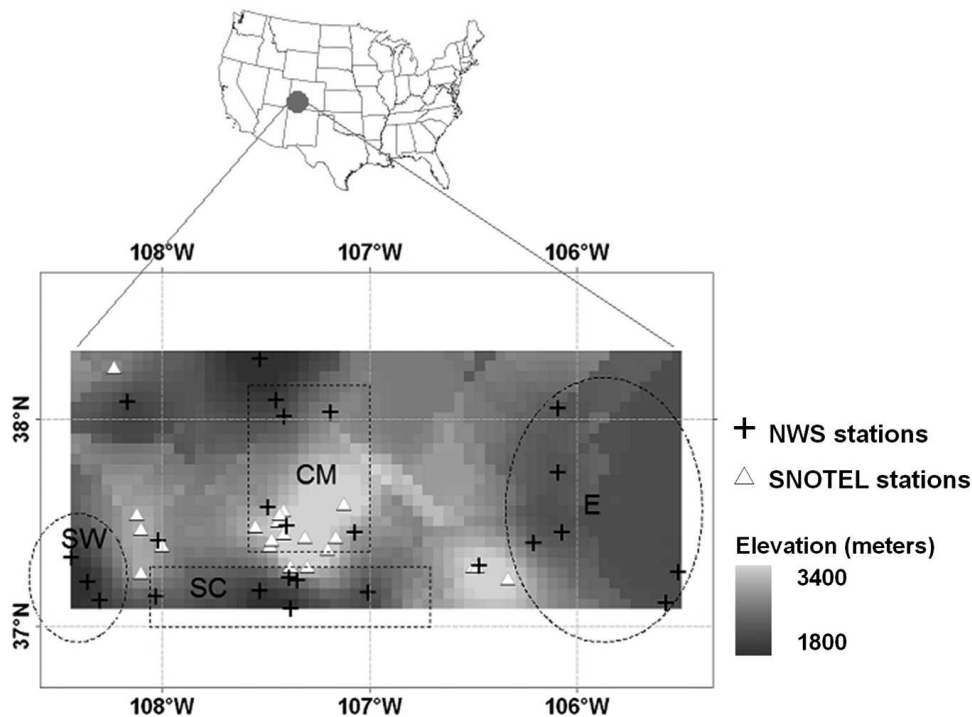 108°W 107°W 106°W
38°N
37°N
CM
E
SW
SC
NWS stations
SNOTEL stations
Elevation (meters)
3400
1800
108°W 107°W 106°W